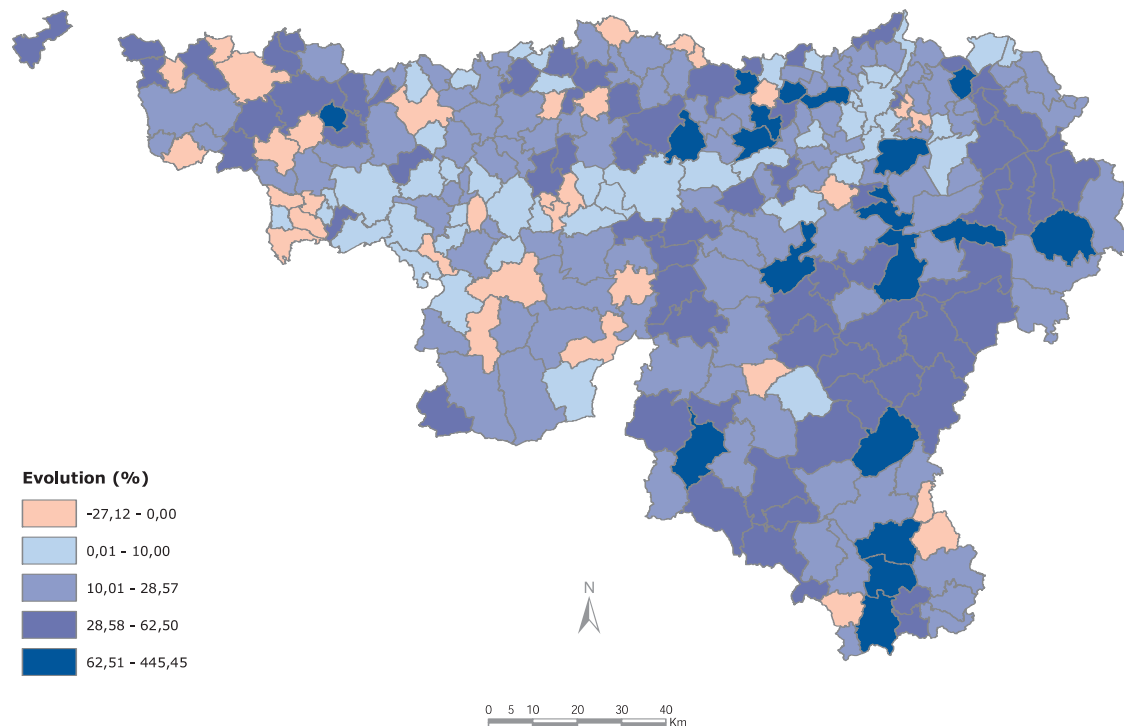 Evolution (%)
-27,12 - 0,00
0,01 - 10,00
10,01 - 28,57
28,58 - 62,50
62,51 - 445,45
N
0 5 10 20 30 40
Km